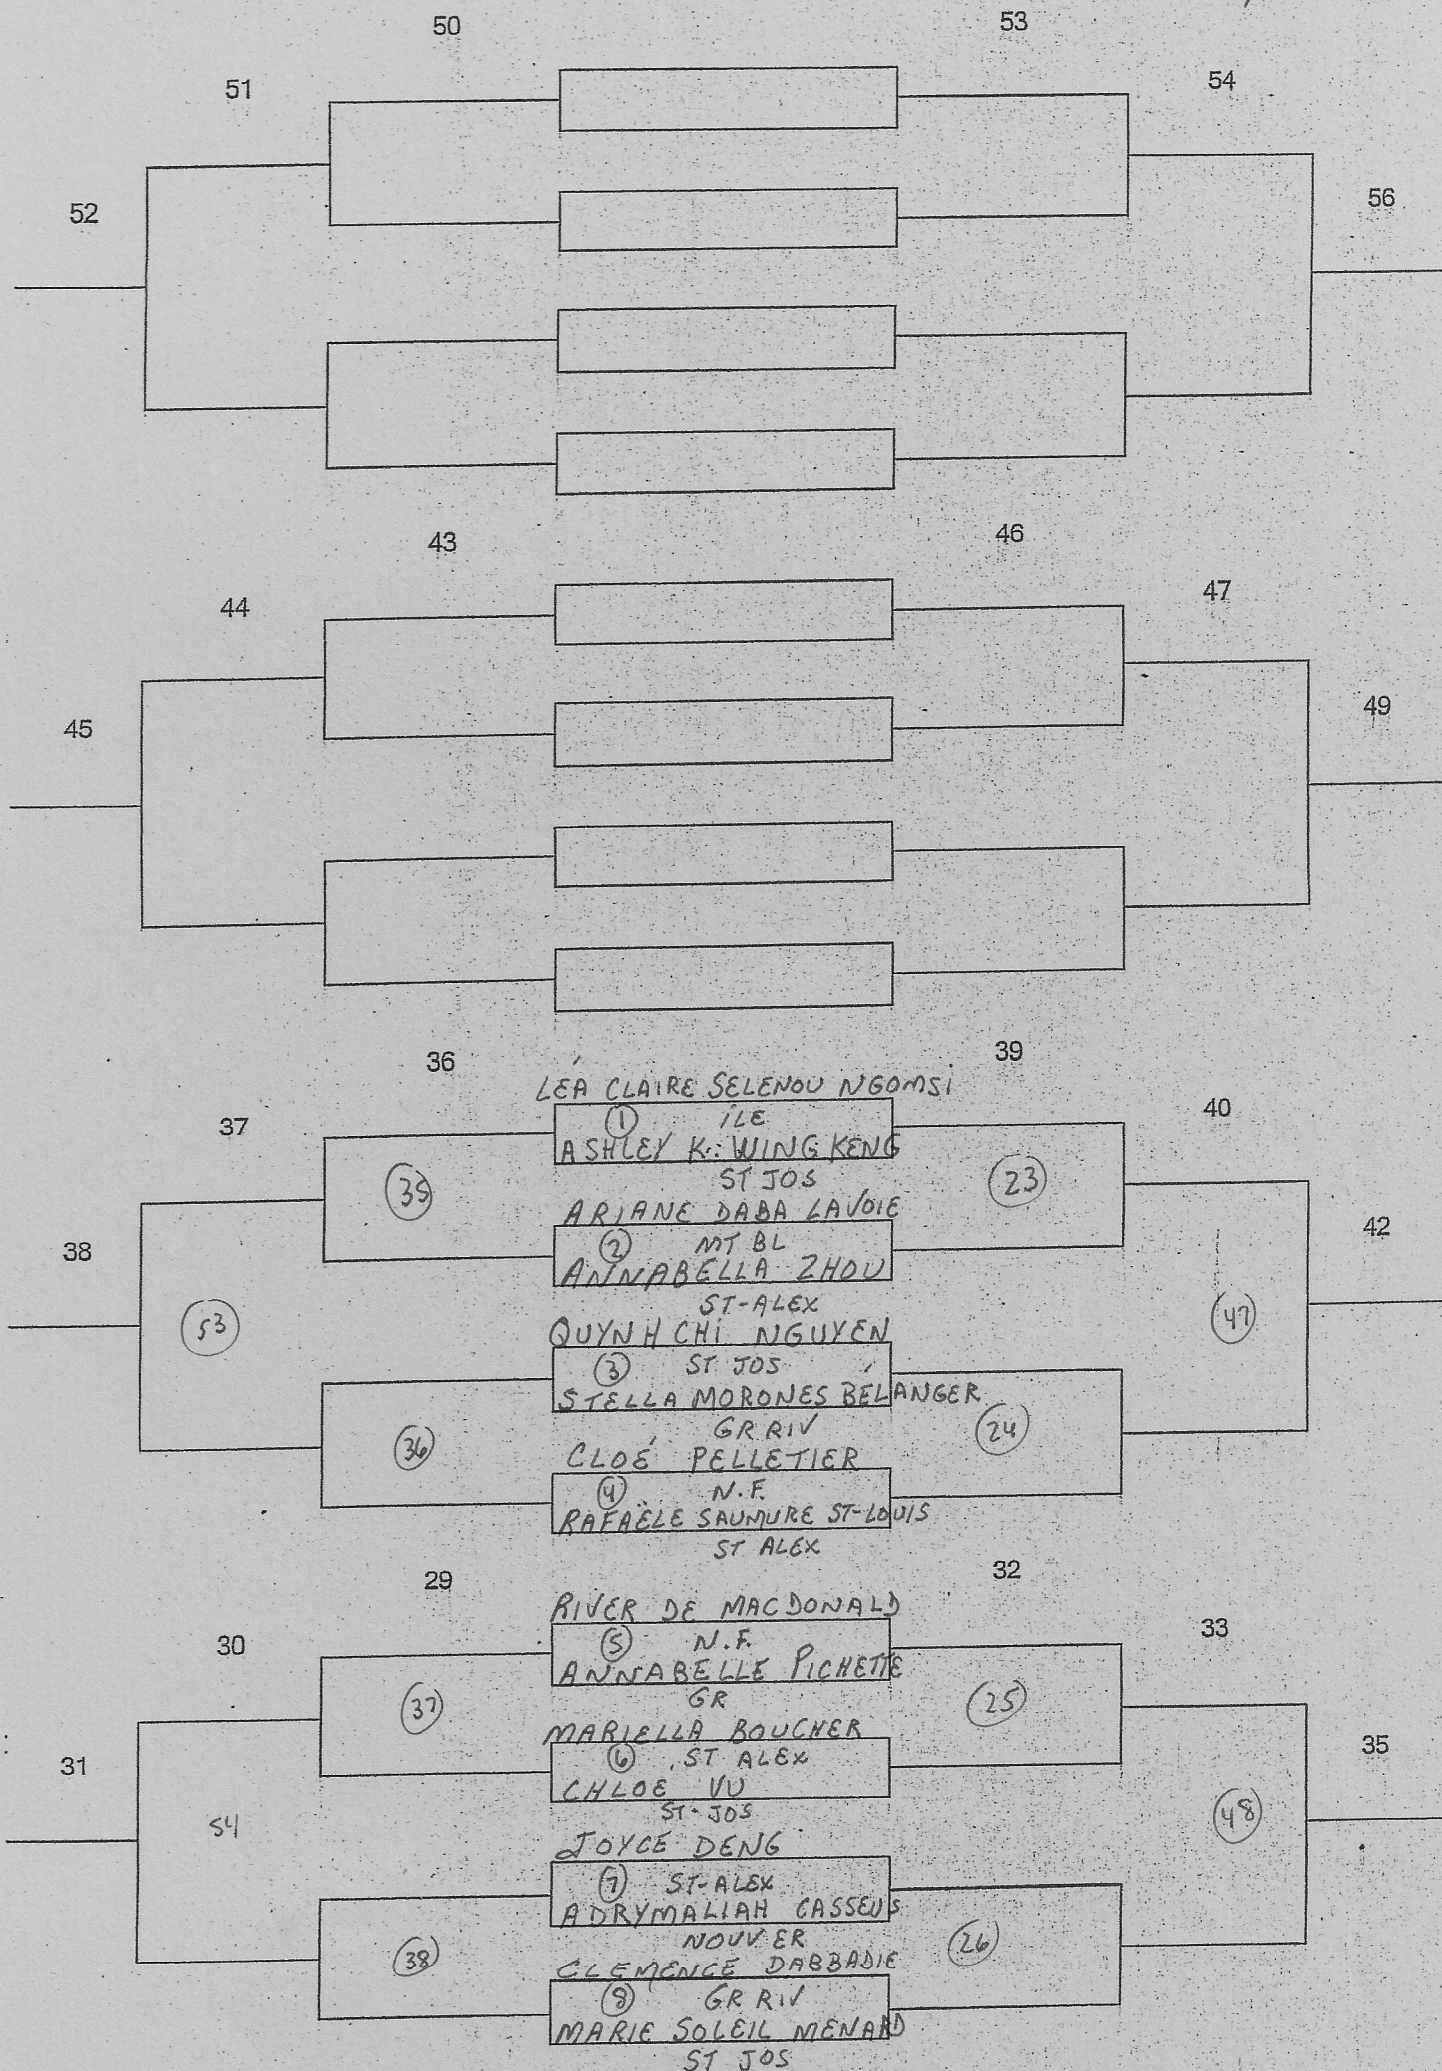 50
53
51
54
52
56
43
46
44
47
45
49
36
39
LÉA CLAIRE SELENOU NGOMSI
37
40
① ÎLE
ASHLEY K. WING KENG
ST JOS
35
23
ARIANE DABA LAVOIE
38
42
② MT BL
ANNABELLA ZHOU
ST-ALEX
53
47
QUYNH CHI NGUYEN
③ ST JOS
STELLA MORONES BÉLANGER
GR RIV
36
24
CLOÉ PELLETIER
④ N.F.
RAFAËLE SAUMURE ST-LOUIS
ST ALEX
29
32
RIVER DE MACDONALD
30
33
⑤ N.F.
ANNABELLE PICHETTE
GR
37
25
MARIELLA BOUCHER
31
35
⑥ ST ALEX
CHLOE VU
ST-JOS
54
48
JOYCE DENG
⑦ ST-ALEX
ADRYMALIAH CASSEUS
NOUV ER
38
26
CLEMENCE DABBADIE
⑧ GR RIV
MARIE SOLEIL MENARD
ST JOS